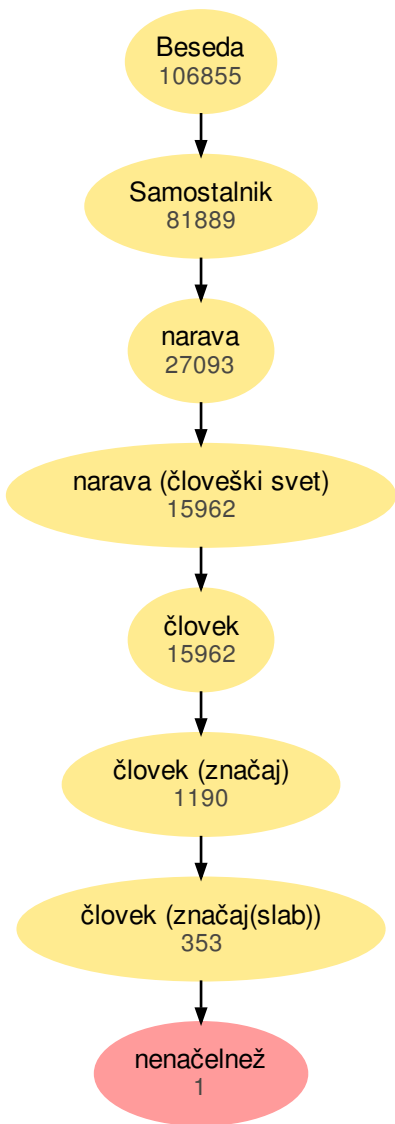 Beseda
106855
Samostalnik
81889
narava
27093
narava (človeški svet)
15962
človek
15962
človek (značaj)
1190
človek (značaj(slab))
353
nenačelnež
1